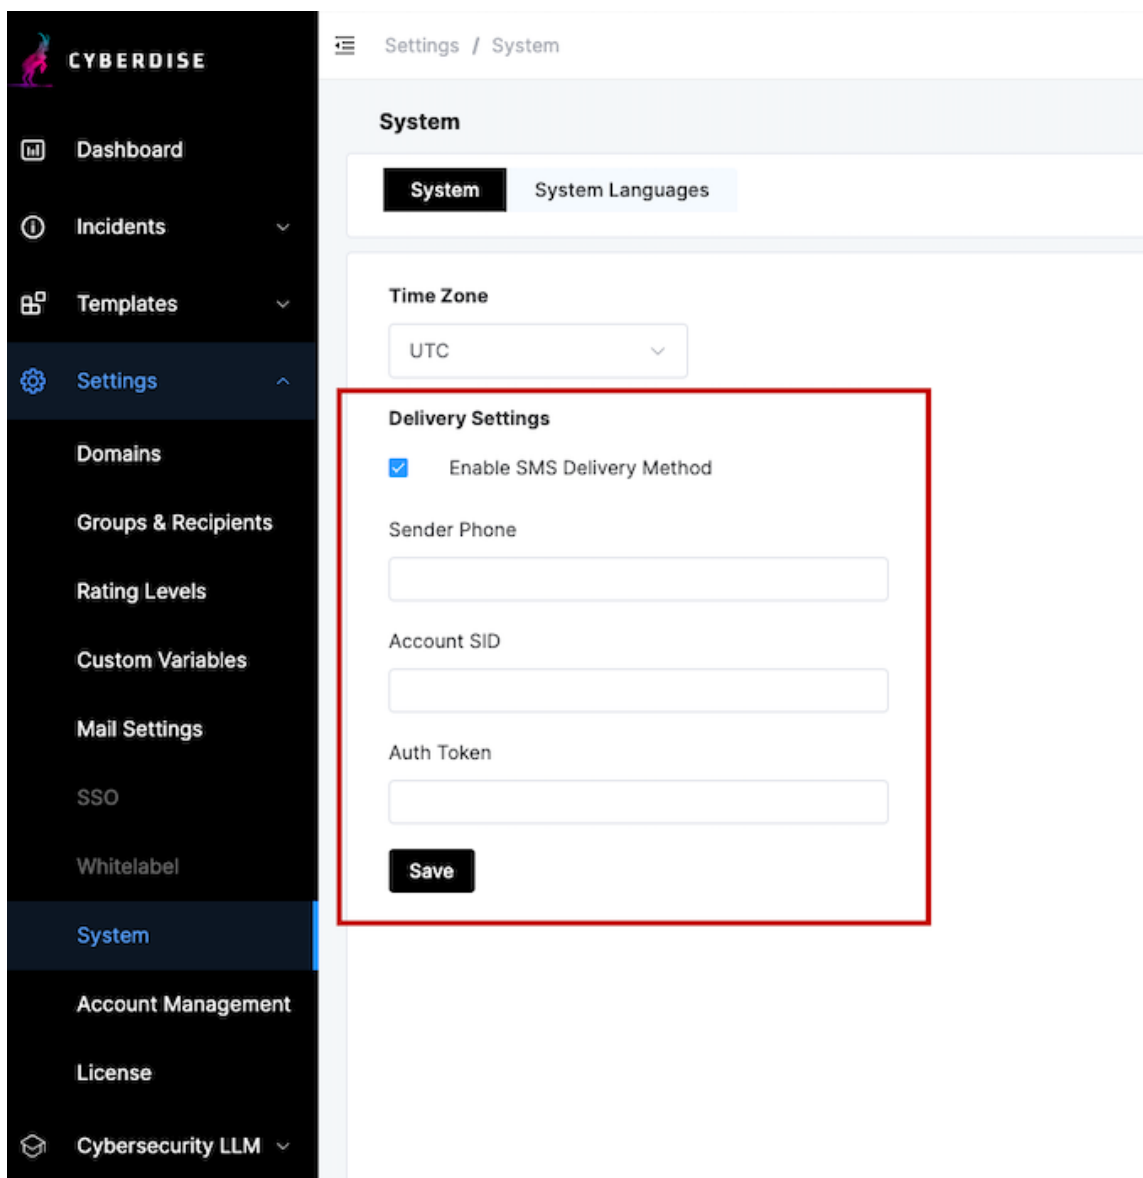 CYBERDISE
Settings / System
System
Dashboard
System System Languages
Incidents
Time Zone
Templates
UTC
Settings
Delivery Settings
Domains
Enable SMS Delivery Method
Groups & Recipients
Sender Phone
Rating Levels
Account SID
Custom Variables
Mail Settings
Auth Token
SSO
Whitelabel
Save
System
Account Management
License
Cybersecurity LLM